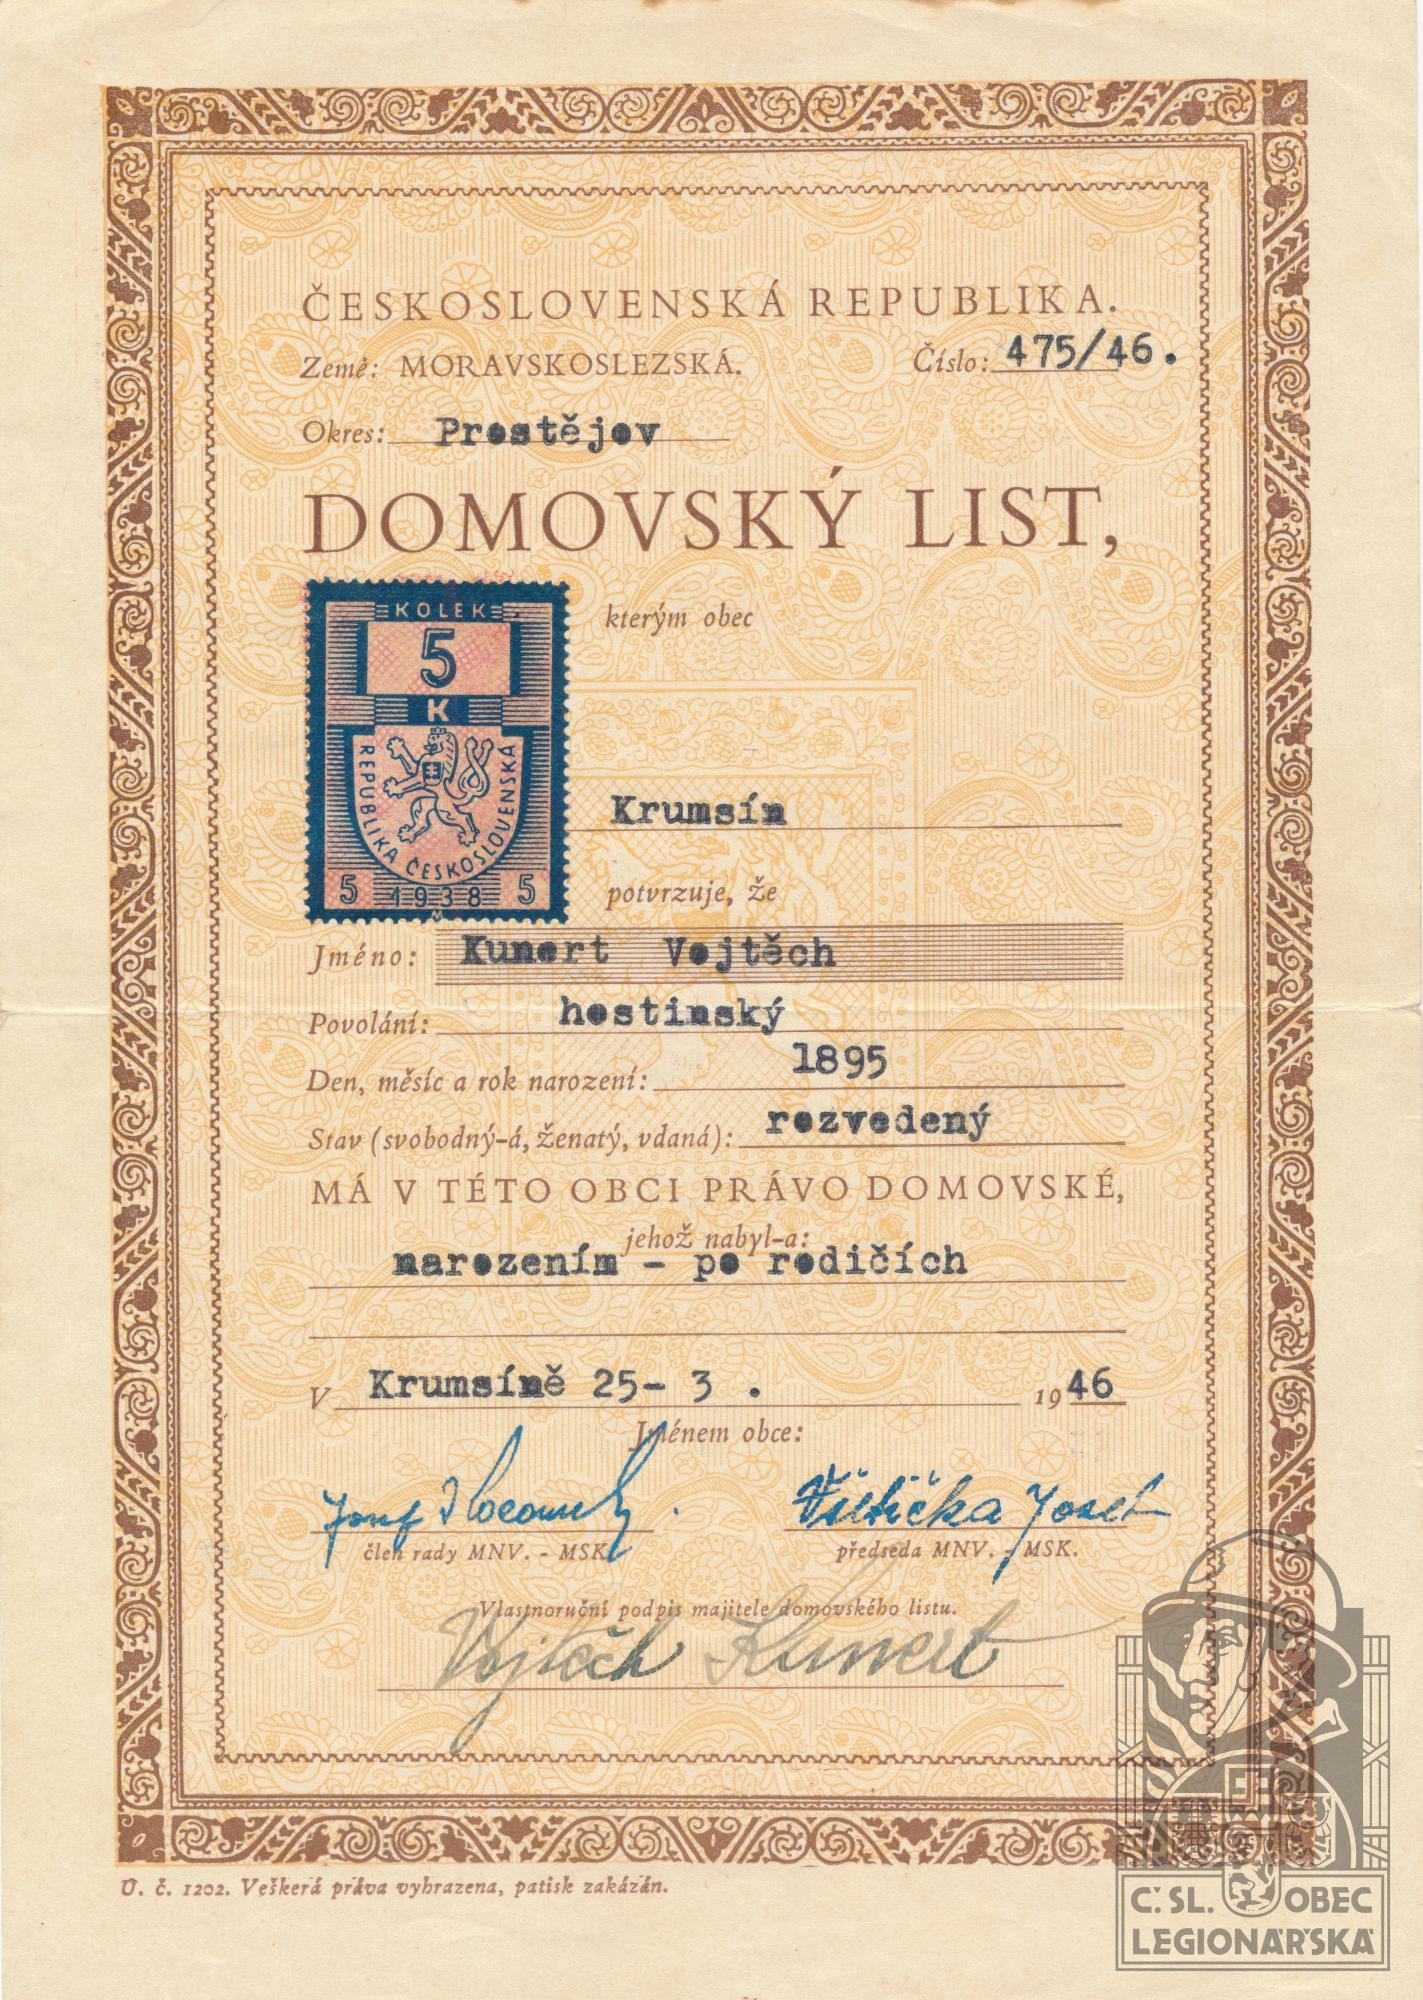 ČESKOSLOVENSKÁ REPUBLIKA.
Země: MORAVSKOSLEZSKÁ. Číslo: 475/46.
Okres: Prostějov
DOMOVSKÝ LIST,
KOLEK
5
K
REPUBLIKA ČESKOSLOVENSKÁ
5 1938 5
kterým obec
Krumsín
potvrzuje, že
Jméno: Kunert Vojtěch
Povolání: hostinský
Den, měsíc a rok narození: 1895
Stav (svobodný-á, ženatý, vdaná): rozvedený
MÁ V TÉTO OBCI PRÁVO DOMOVSKÉ,
jehož nabyl-a:
narozením - po rodičích
V Krumsíně 25- 3 . 1946
Jménem obce:
Josef Všetička Josef
člen rady MNV. - MSK. předseda MNV. - MSK.
Vlastnoruční podpis majitele domovského listu.
Vojtěch Kunert
Ú. č. 1202. Veškerá práva vyhrazena, patisk zakázán.
Č.SL. OBEC
LEGIONÁŘSKÁ